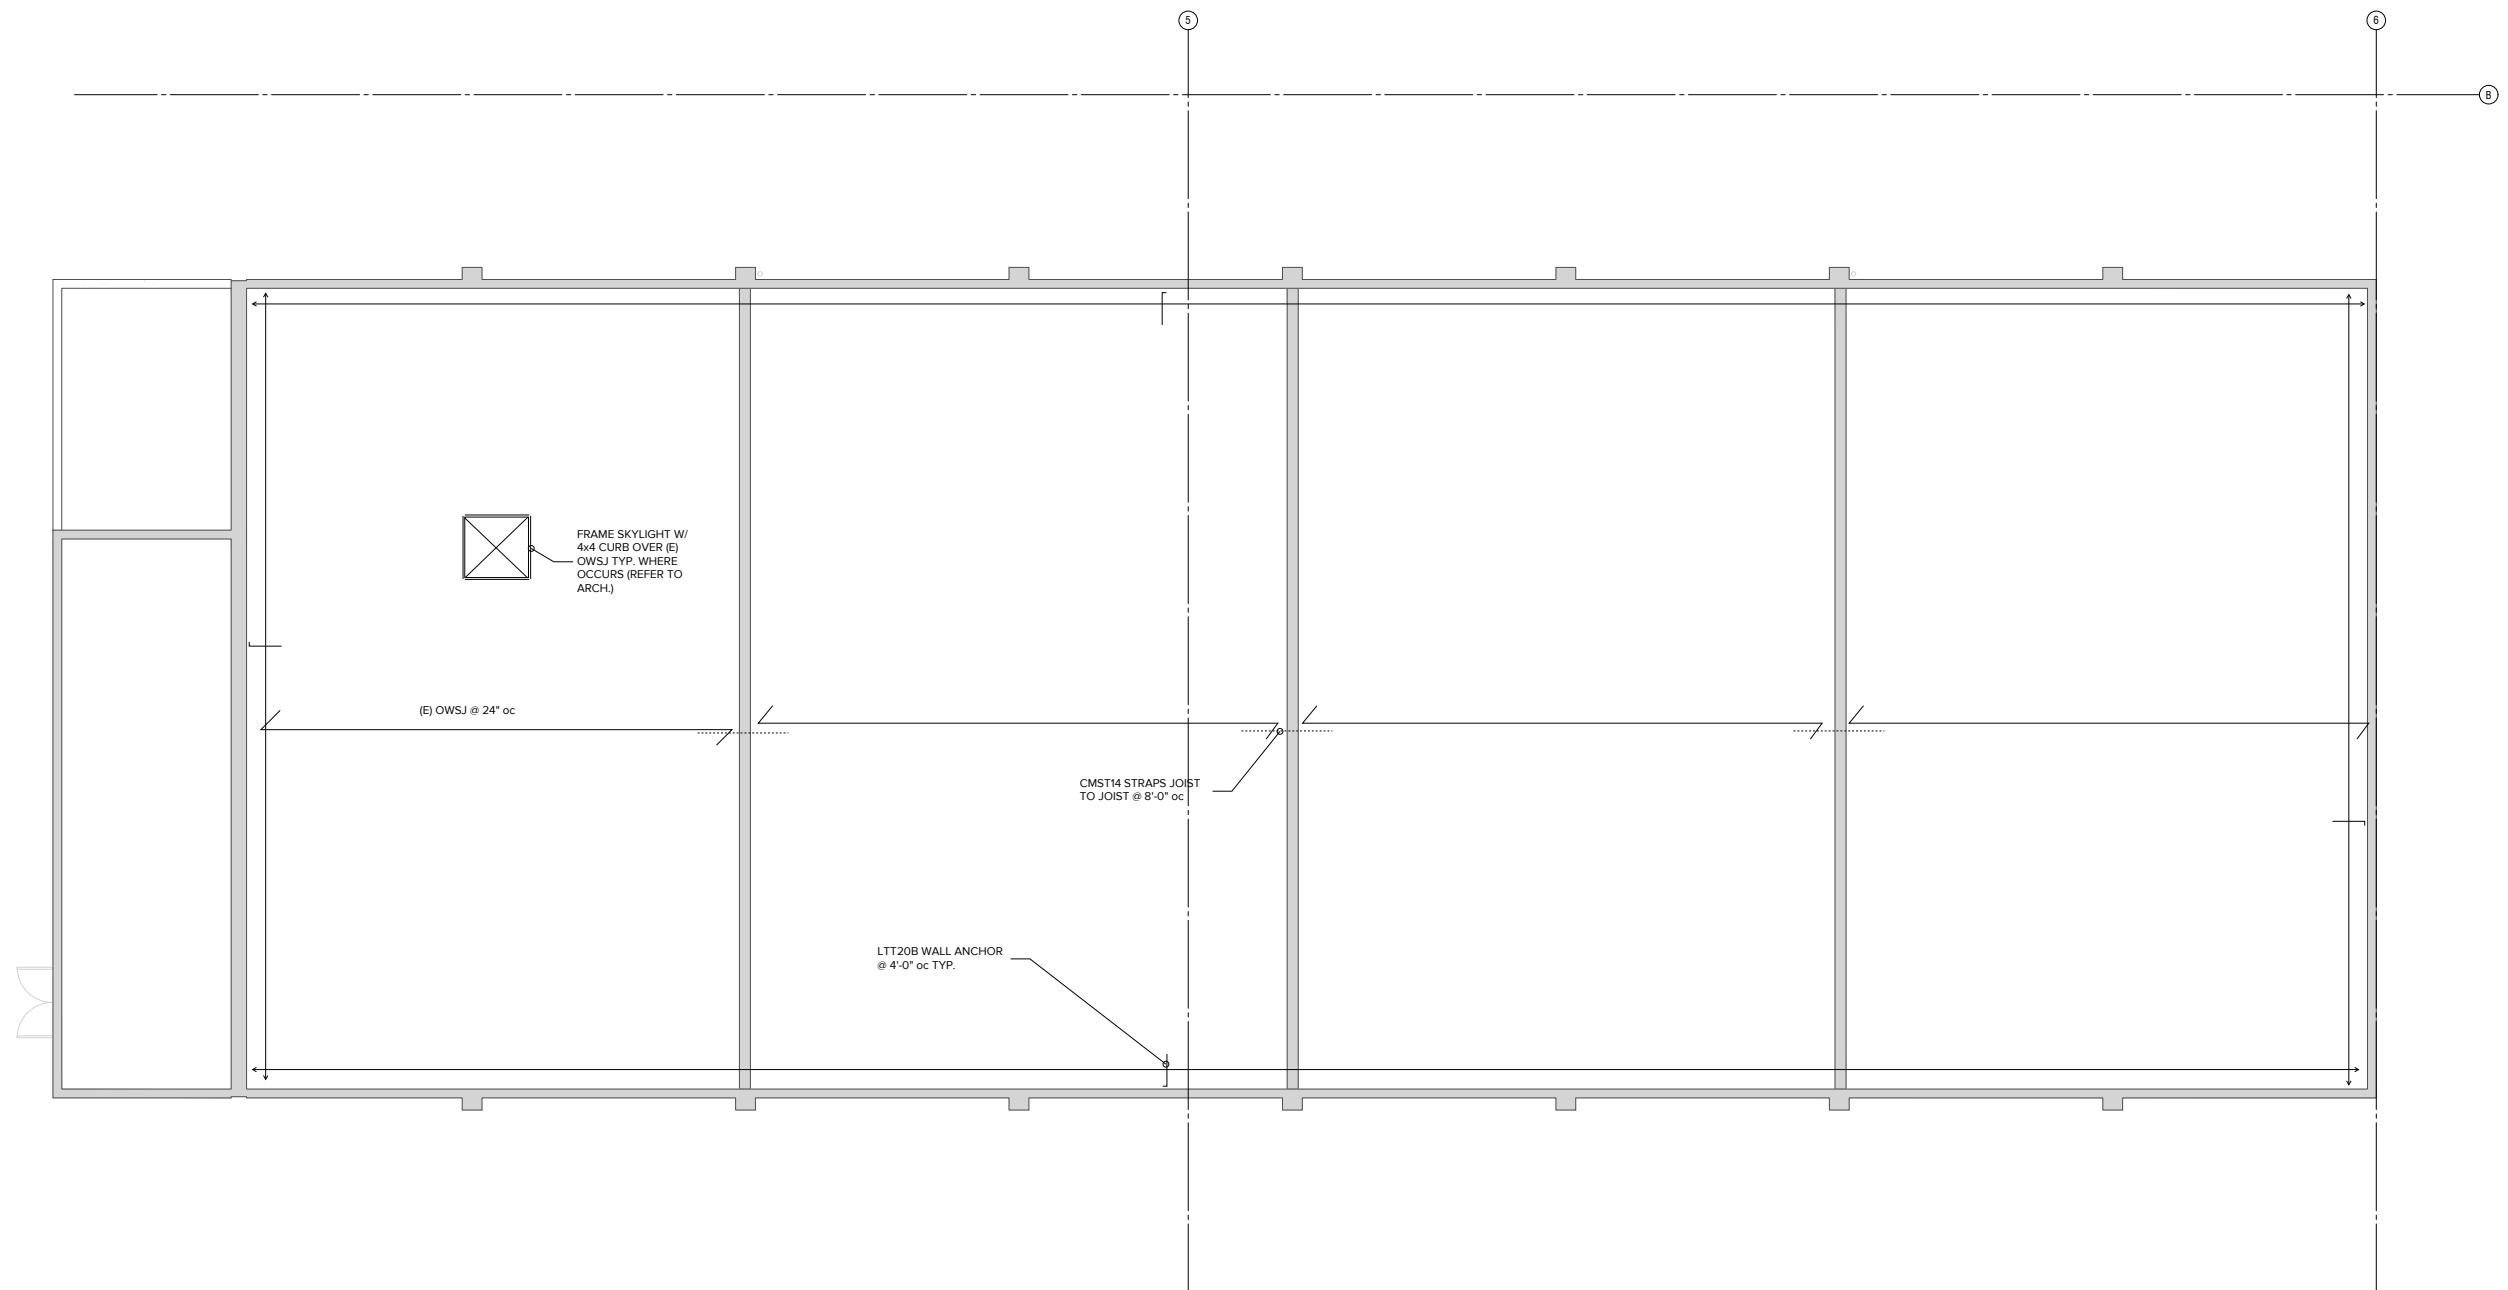 5
6
B
FRAME SKYLIGHT W/
4x4 CURB OVER (E)
OWSJ TYP. WHERE
OCCURS (REFER TO
ARCH.)
(E) OWSJ @ 24" oc
CMST14 STRAPS JOIST
TO JOIST @ 8'-0" oc
LTT20B WALL ANCHOR
@ 4'-0" oc TYP.